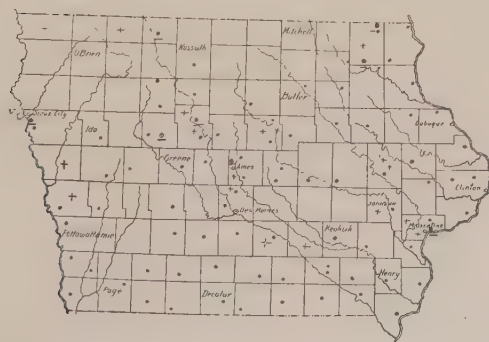 Mitchell
O'Brien
Kossuth
Butler
Sioux City
Dubuque
Ida
Linn
Greene
Ames
Clinton
Johnson
Des Moines
Muscatine
Pottawattamie
Keokuk
Henry
Page
Decatur